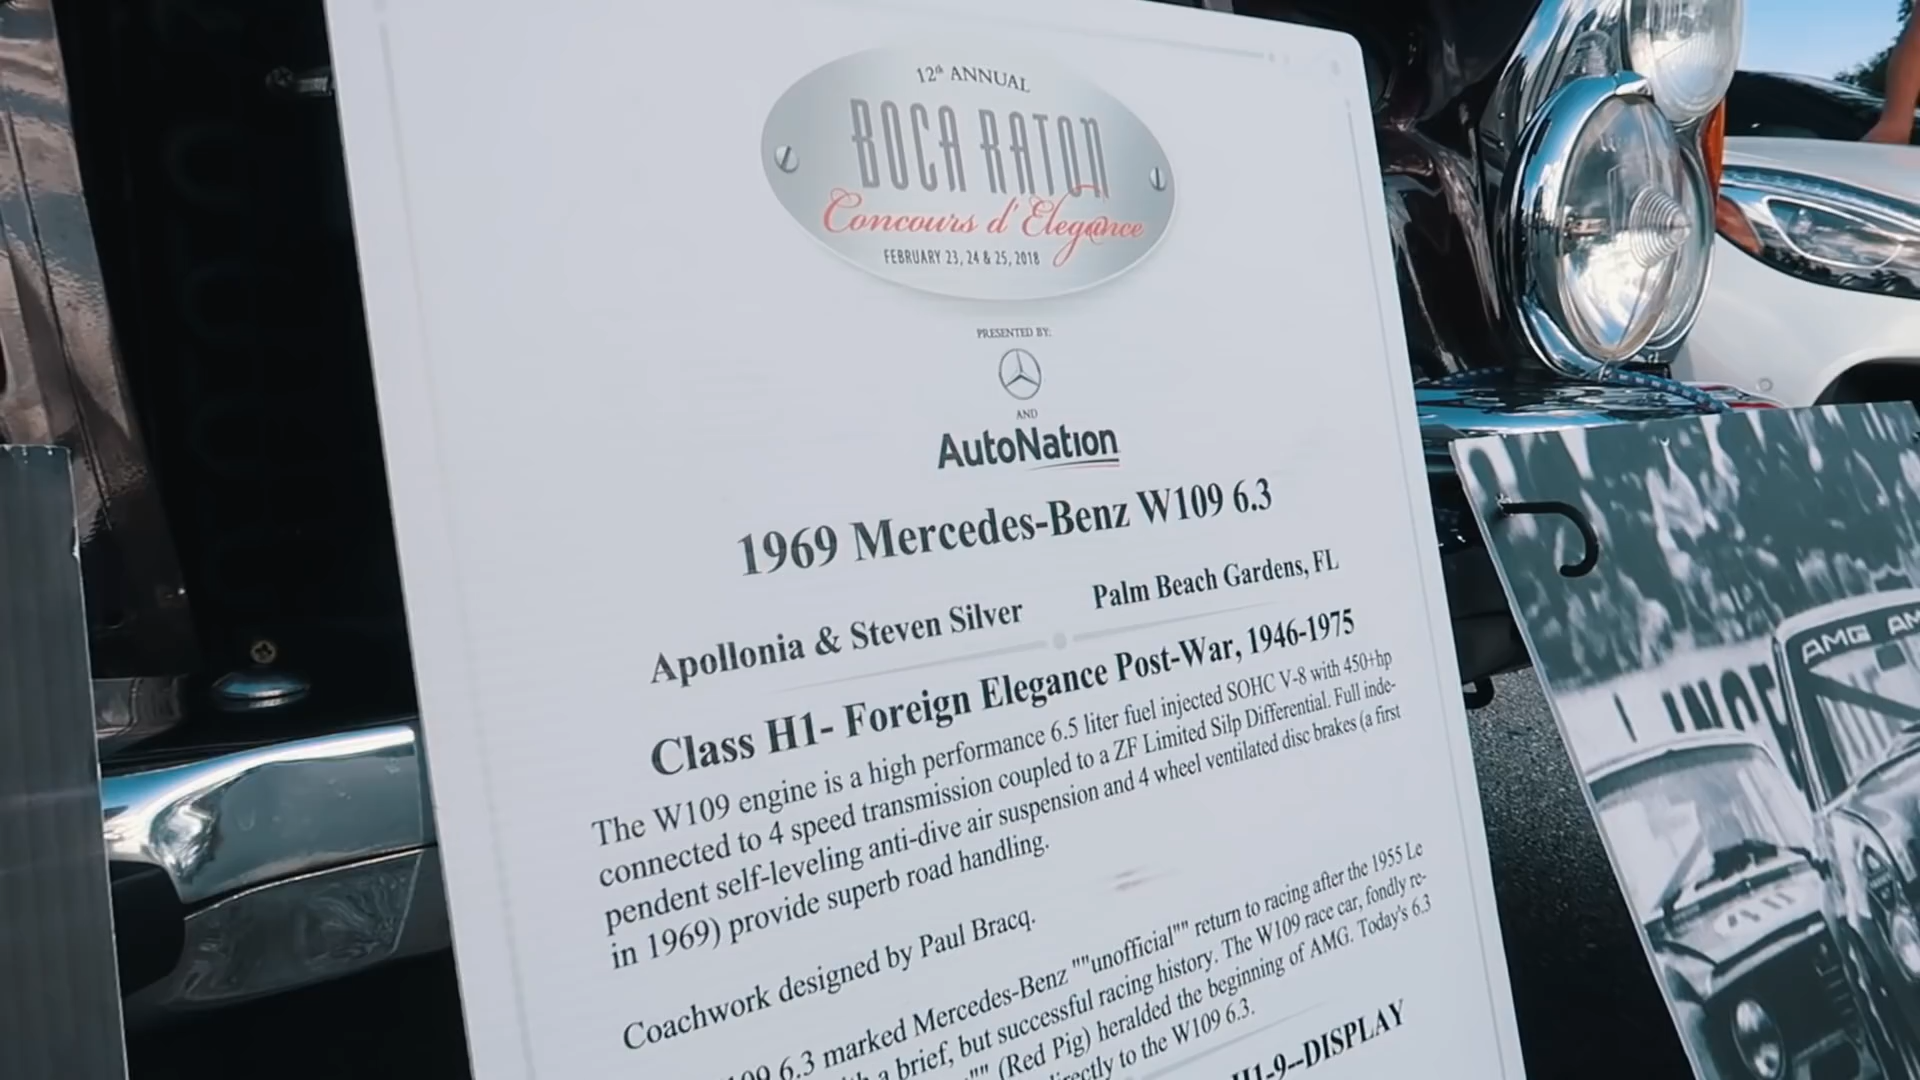 12th ANNUAL
BOCA RATON
Concours d' Elegance
FEBRUARY 23, 24 & 25, 2018
PRESENTED BY:
AND
AutoNation
1969 Mercedes-Benz W109 6.3
Apollonia & Steven Silver Palm Beach Gardens, FL
Class H1- Foreign Elegance Post-War, 1946-1975
The W109 engine is a high performance 6.5 liter fuel injected SOHC V-8 with 450+hp
connected to 4 speed transmission coupled to a ZF Limited Silp Differential. Full inde-
pendent self-leveling anti-dive air suspension and 4 wheel ventilated disc brakes (a first
in 1969) provide superb road handling.
Coachwork designed by Paul Bracq.
6.3 marked Mercedes-Benz ""unofficial"" return to racing after the 1955 Le
a brief, but successful racing history. The W109 race car, fondly re-
"" (Red Pig) heralded the beginning of AMG. Today's 6.3
to the W109 6.3.
H1-9--DISPLAY
AMG